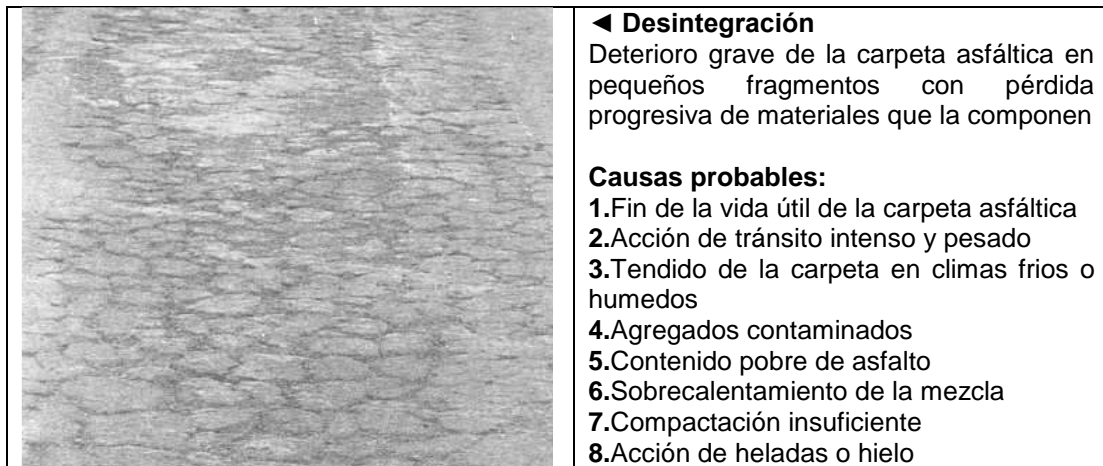 ◄ Desintegración
Deterioro grave de la carpeta asfáltica en
pequeños fragmentos con pérdida
progresiva de materiales que la componen
Causas probables:
1.Fin de la vida útil de la carpeta asfáltica
2.Acción de tránsito intenso y pesado
3.Tendido de la carpeta en climas frios o
humedos
4.Agregados contaminados
5.Contenido pobre de asfalto
6.Sobrecalentamiento de la mezcla
7.Compactación insuficiente
8.Acción de heladas o hielo